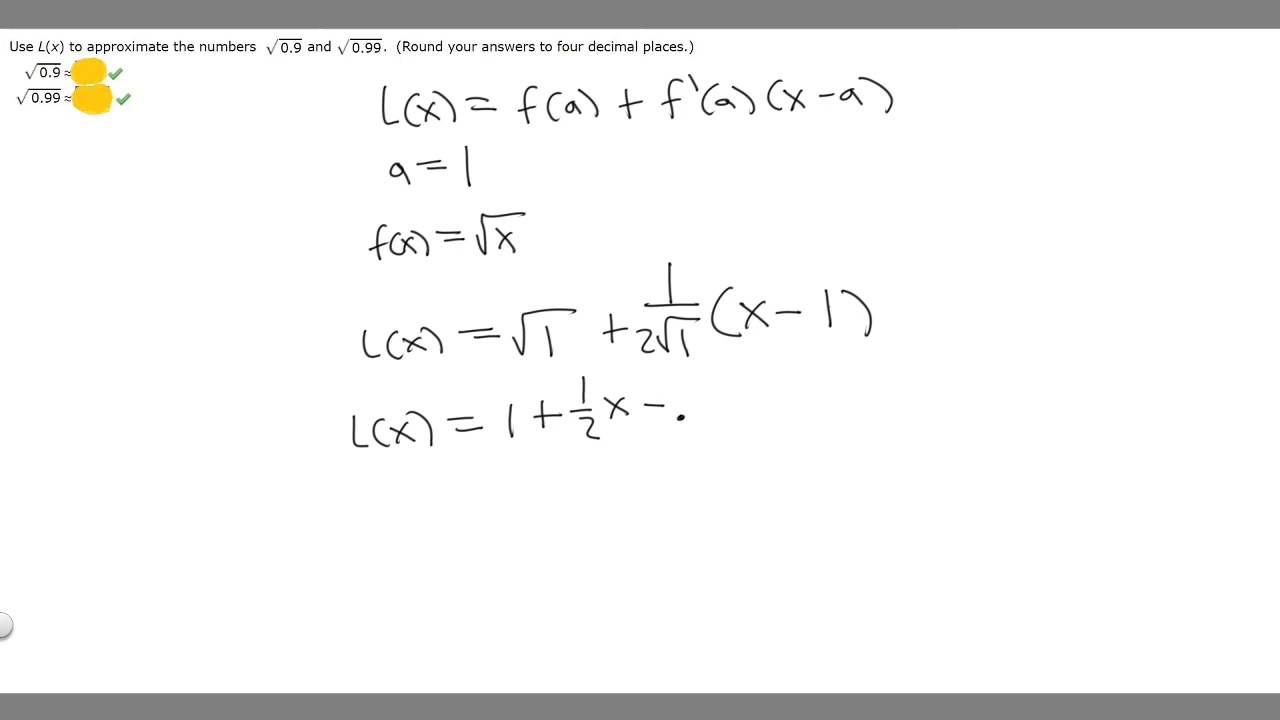 Use L(x) to approximate the numbers √0.9 and √0.99. (Round your answers to four decimal places.)
√0.9 ≈
√0.99 ≈
L(x) = f(a) + f'(a)(x-a)
a = 1
f(x) = √x
L(x) = √1 + 1/(2√1) (x-1)
L(x) = 1 + 1/2 x -